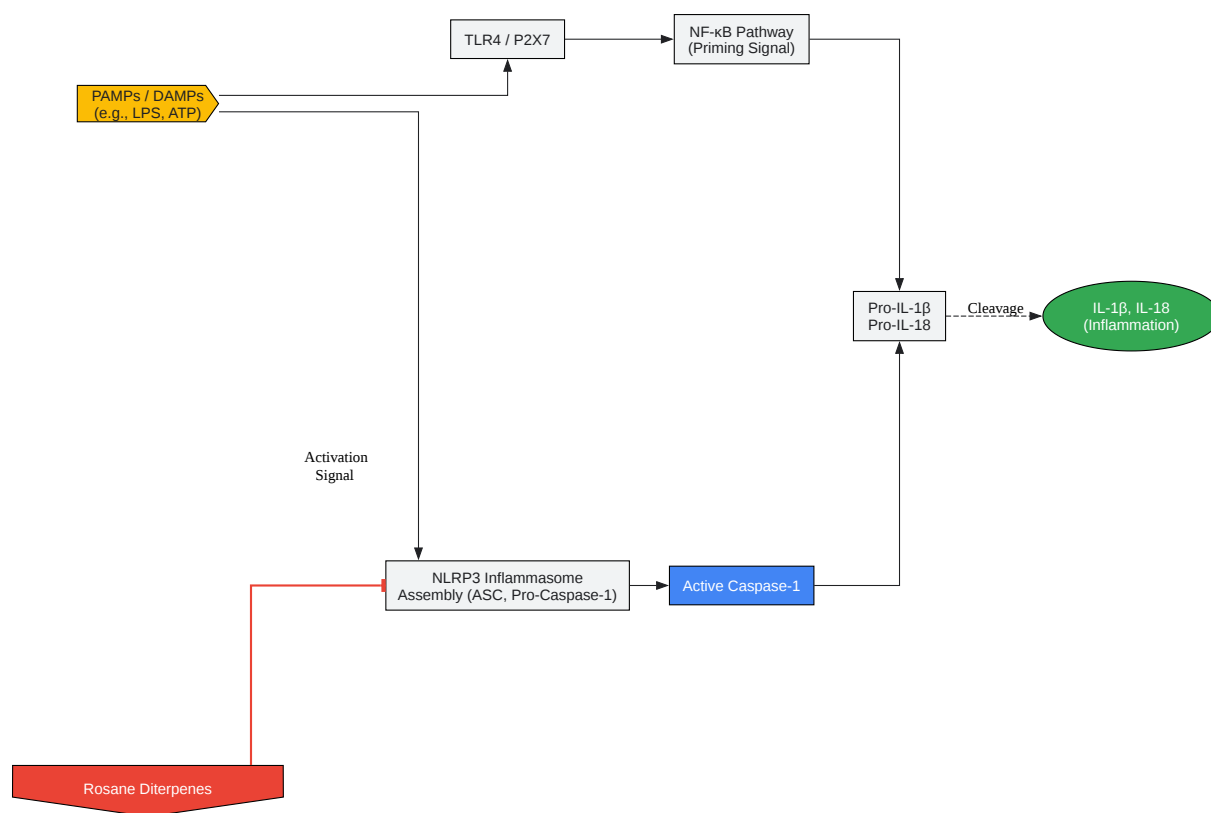 TLR4 / P2X7
NF-κB Pathway
(Priming Signal)
PAMPs / DAMPs
(e.g., LPS, ATP)
Pro-IL-1β
Pro-IL-18
Cleavage
IL-1β, IL-18
(Inflammation)
Activation
Signal
NLRP3 Inflammasome
Assembly (ASC, Pro-Caspase-1)
Active Caspase-1
Rosane Diterpenes